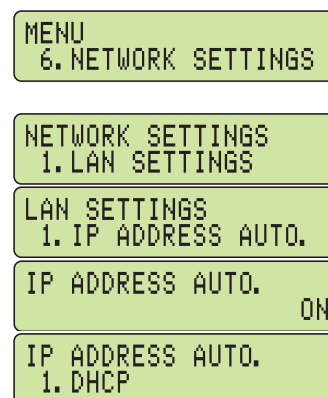 MENU
6.NETWORK SETTINGS
NETWORK SETTINGS
1.LAN SETTINGS
LAN SETTINGS
1.IP ADDRESS AUTO.
IP ADDRESS AUTO.
ON
IP ADDRESS AUTO.
1.DHCP